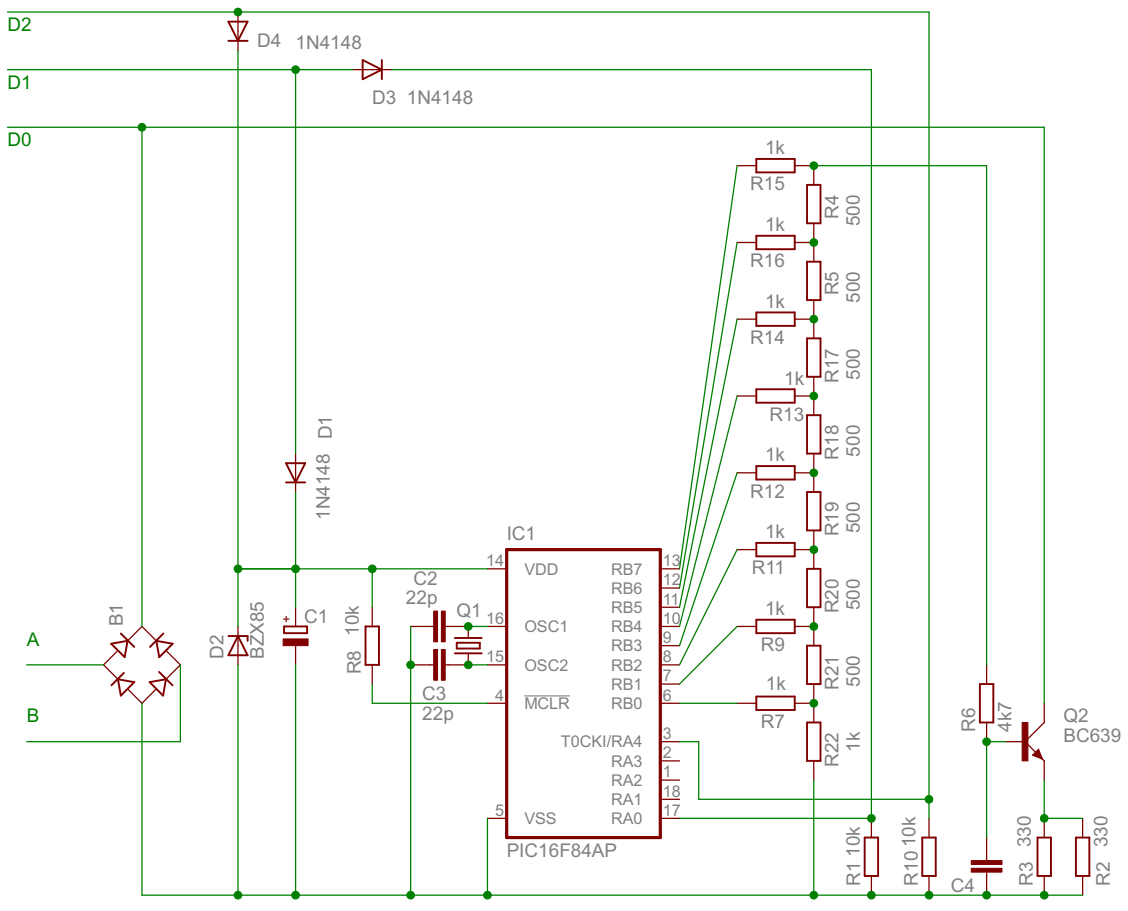 D2
D4 1N4148
D1
D3 1N4148
D0
1k
R15
R4
500
1k
R16
R5
500
1k
R14
R17
500
1k
R13
R18
500
1k
R12
R19
500
1k
R11
R20
500
1k
R9
R21
500
1k
R7
R22
1k
1N4148 D1
IC1
14 VDD
16 OSC1
15 OSC2
4 MCLR
5 VSS
RB7 13
RB6 12
RB5 11
RB4 10
RB3 9
RB2 8
RB1 7
RB0 6
T0CKI/RA4 3
RA3 2
RA2 1
RA1 18
RA0 17
PIC16F84AP
C2
22p
Q1
C3
22p
R8 10k
+
C1
D2
BZX85
B1
A
B
R6
4k7
Q2
BC639
R1 10k
R10 10k
C4
R3 330
R2 330